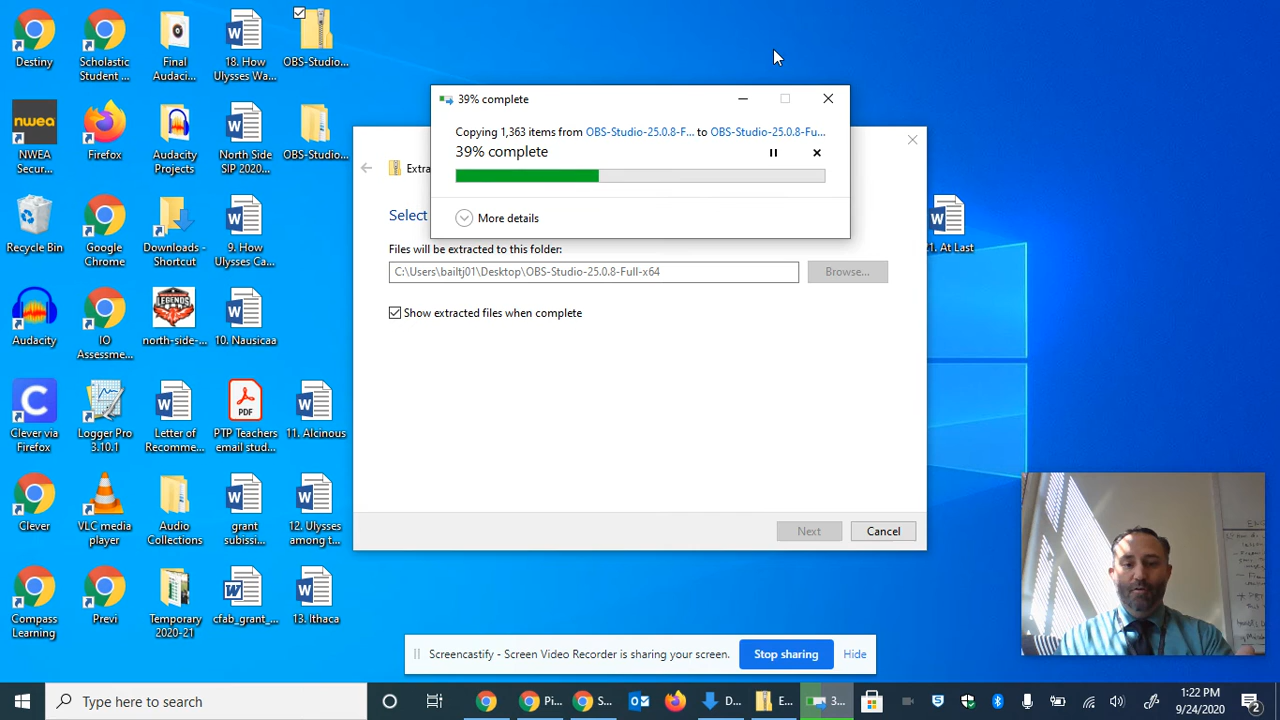 Destiny
Scholastic
Student ...
Final
Audaci...
18. How
Ulysses Wa...
OBS-Studio...
nwea
NWEA
Secur...
Firefox
Audacity
Projects
North Side
SIP 2020...
OBS-Studio...
Recycle Bin
Google
Chrome
Downloads -
Shortcut
9. How
Ulysses Ca...
Audacity
IO
Assessme...
LEGENDS
north-side-...
10. Nausicaa
Clever via
Firefox
Logger Pro
3.10.1
Letter of
Recomme...
PDF
PTP Teachers
email stud...
11. Alcinous
Clever
VLC media
player
Audio
Collections
grant
subissi...
12. Ulysses
among t...
Compass
Learning
Previ
Temporary
2020-21
cfab_grant_...
13. Ithaca
39% complete
Copying 1,363 items from OBS-Studio-25.0.8-F... to OBS-Studio-25.0.8-Fu...
39% complete
More details
Extra
Select
Files will be extracted to this folder:
C:\Users\bailtj01\Desktop\OBS-Studio-25.0.8-Full-x64
Browse...
Show extracted files when complete
Next
Cancel
1. At Last
Screencastify - Screen Video Recorder is sharing your screen.
Stop sharing
Hide
Type here to search
Pi...
S...
D...
E...
3...
1:22 PM
9/24/2020
2